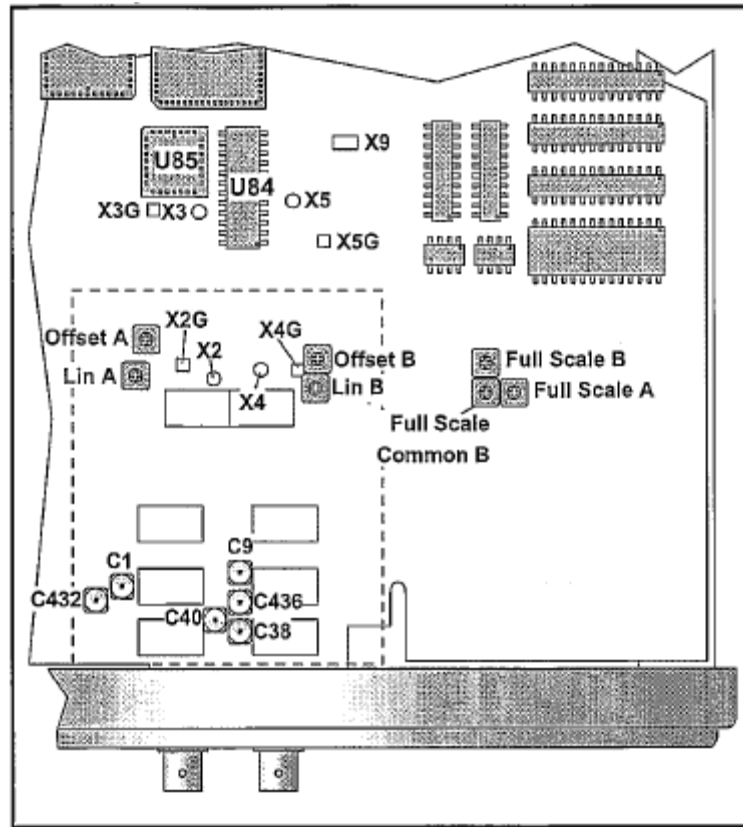 X9
U85
U84
X3G
X3
X5
X5G
X2G
X4G
Offset A
X2
Offset B
Full Scale B
Lin A
X4
Lin B
Full Scale A
Full Scale
Common B
C9
C1
C432
C436
C40
C38